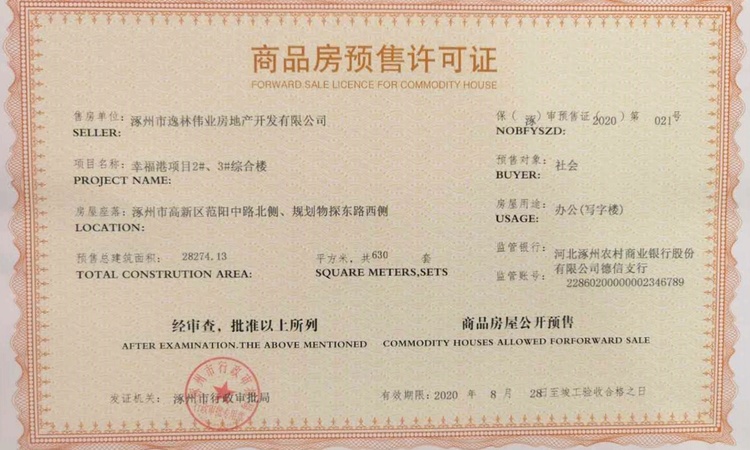 商品房预售许可证
FORWARD SALE LICENCE FOR COMMODITY HOUSE
售房单位：涿州市逸林伟业房地产开发有限公司
SELLER:
保（涿）审预售证（2020）第 021号
NOBFYSZD:
项目名称：幸福港项目2#、3#综合楼
PROJECT NAME:
预售对象：社会
BUYER:
房屋座落：涿州市高新区范阳中路北侧、规划物探东路西侧
LOCATION:
房屋用途：办公(写字楼)
USAGE:
预售总建筑面积： 28274.13 平方米，共630 套
TOTAL CONSTRUTION AREA: SQUARE METERS,SETS
监管银行：河北涿州农村商业银行股份
有限公司德信支行
监管账号：22860200000002346789
经审查，批准以上所列 商品房屋公开预售
AFTER EXAMINATION.THE ABOVE MENTIONED COMMODITY HOUSES ALLOWED FORFORWARD SALE
发证机关：涿州市行政审批局
有效期限：2020 年 8 月 28日至竣工验收合格之日
涿州市行政审批局